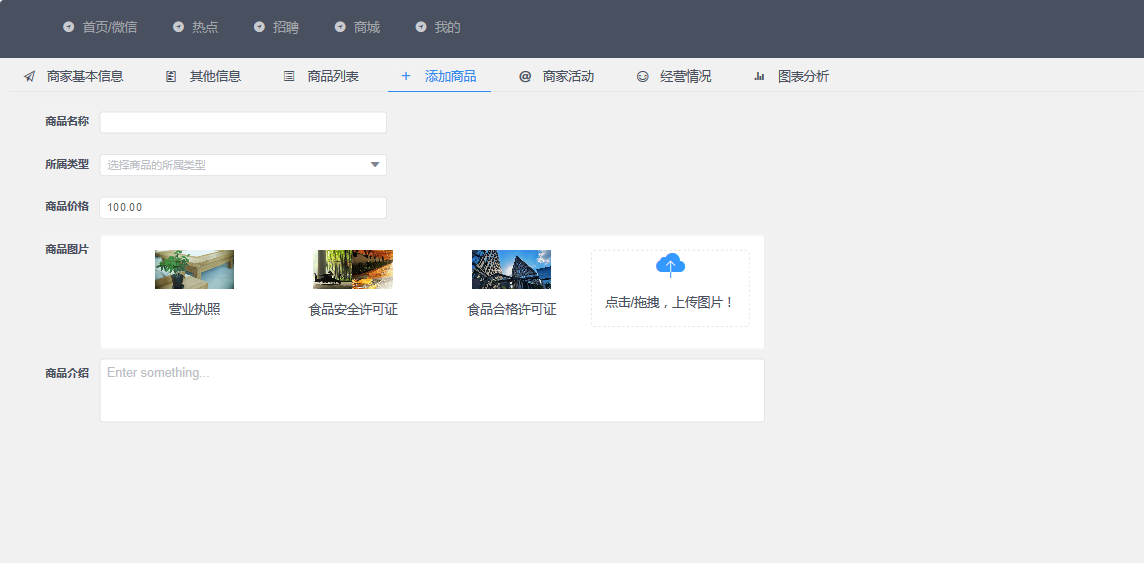 首页/微信 热点 招聘 商城 我的
商家基本信息 其他信息 商品列表 添加商品 商家活动 经营情况 图表分析
商品名称
所属类型 选择商品的所属类型
商品价格 100.00
商品图片
营业执照 食品安全许可证 食品合格许可证 点击/拖拽，上传图片！
商品介绍 Enter something...